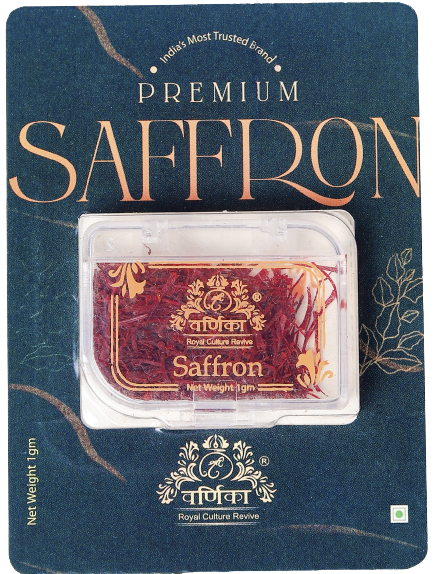 India's Most Trusted Brand
PREMIUM
SAFFRON
वर्णिका ®
Royal Culture Revive
Saffron
Net Weight 1gm
Net Weight 1gm
वर्णिका ®
Royal Culture Revive